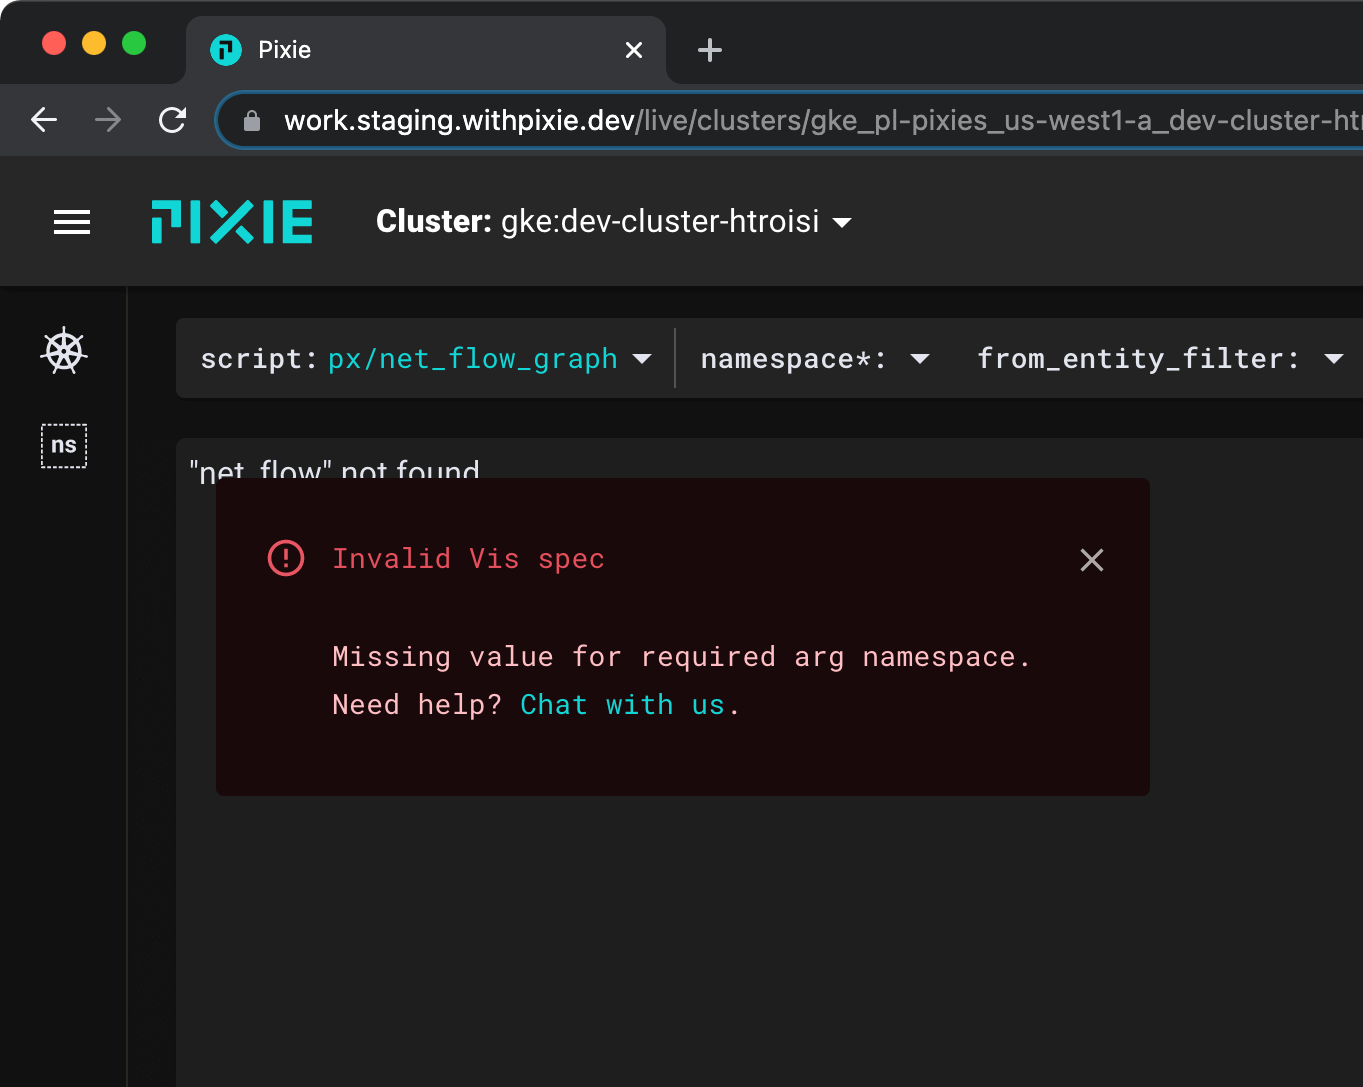 Pixie
work.staging.withpixie.dev/live/clusters/gke_pl-pixies_us-west1-a_dev-cluster-ht
PIXIE
Cluster: gke:dev-cluster-htroisi
script: px/net_flow_graph namespace*: from_entity_filter:
ns
"net_flow" not found
Invalid Vis spec
Missing value for required arg namespace.
Need help? Chat with us.